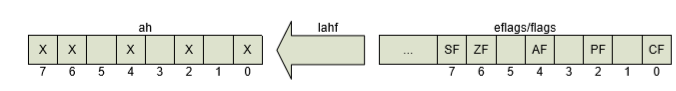 ah lahf eflags/flags
X X X X X ... SF ZF AF PF CF
7 6 5 4 3 2 1 0 7 6 5 4 3 2 1 0